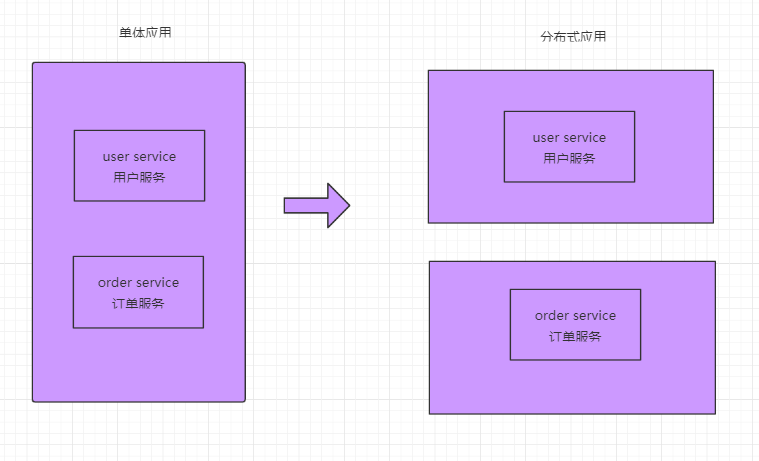 单体应用
user service
用户服务
order service
订单服务
分布式应用
user service
用户服务
order service
订单服务